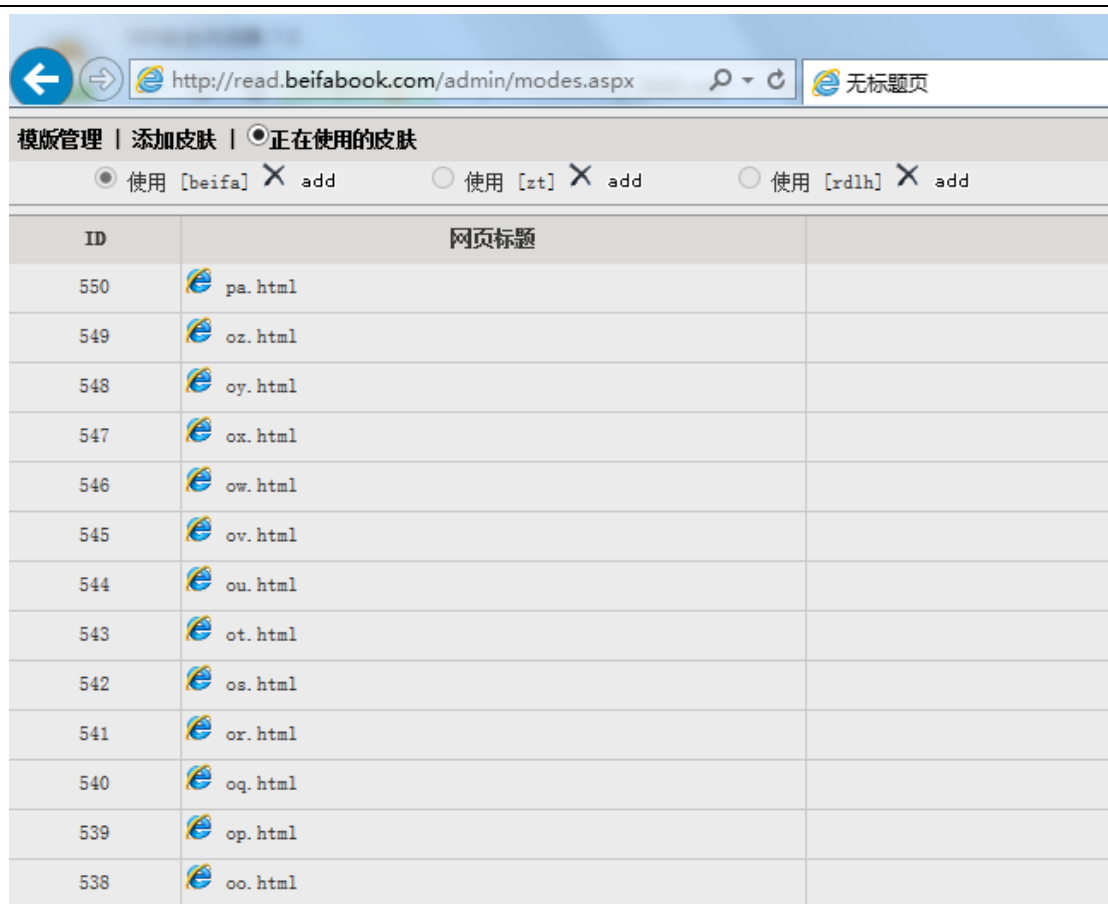 http://read.beifabook.com/admin/modes.aspx 无标题页
模版管理 | 添加皮肤 | 正在使用的皮肤
使用 [beifa] add 使用 [zt] add 使用 [rdlh] add
ID 网页标题
550 pa.html
549 oz.html
548 oy.html
547 ox.html
546 ow.html
545 ov.html
544 ou.html
543 ot.html
542 os.html
541 or.html
540 oq.html
539 op.html
538 oo.html